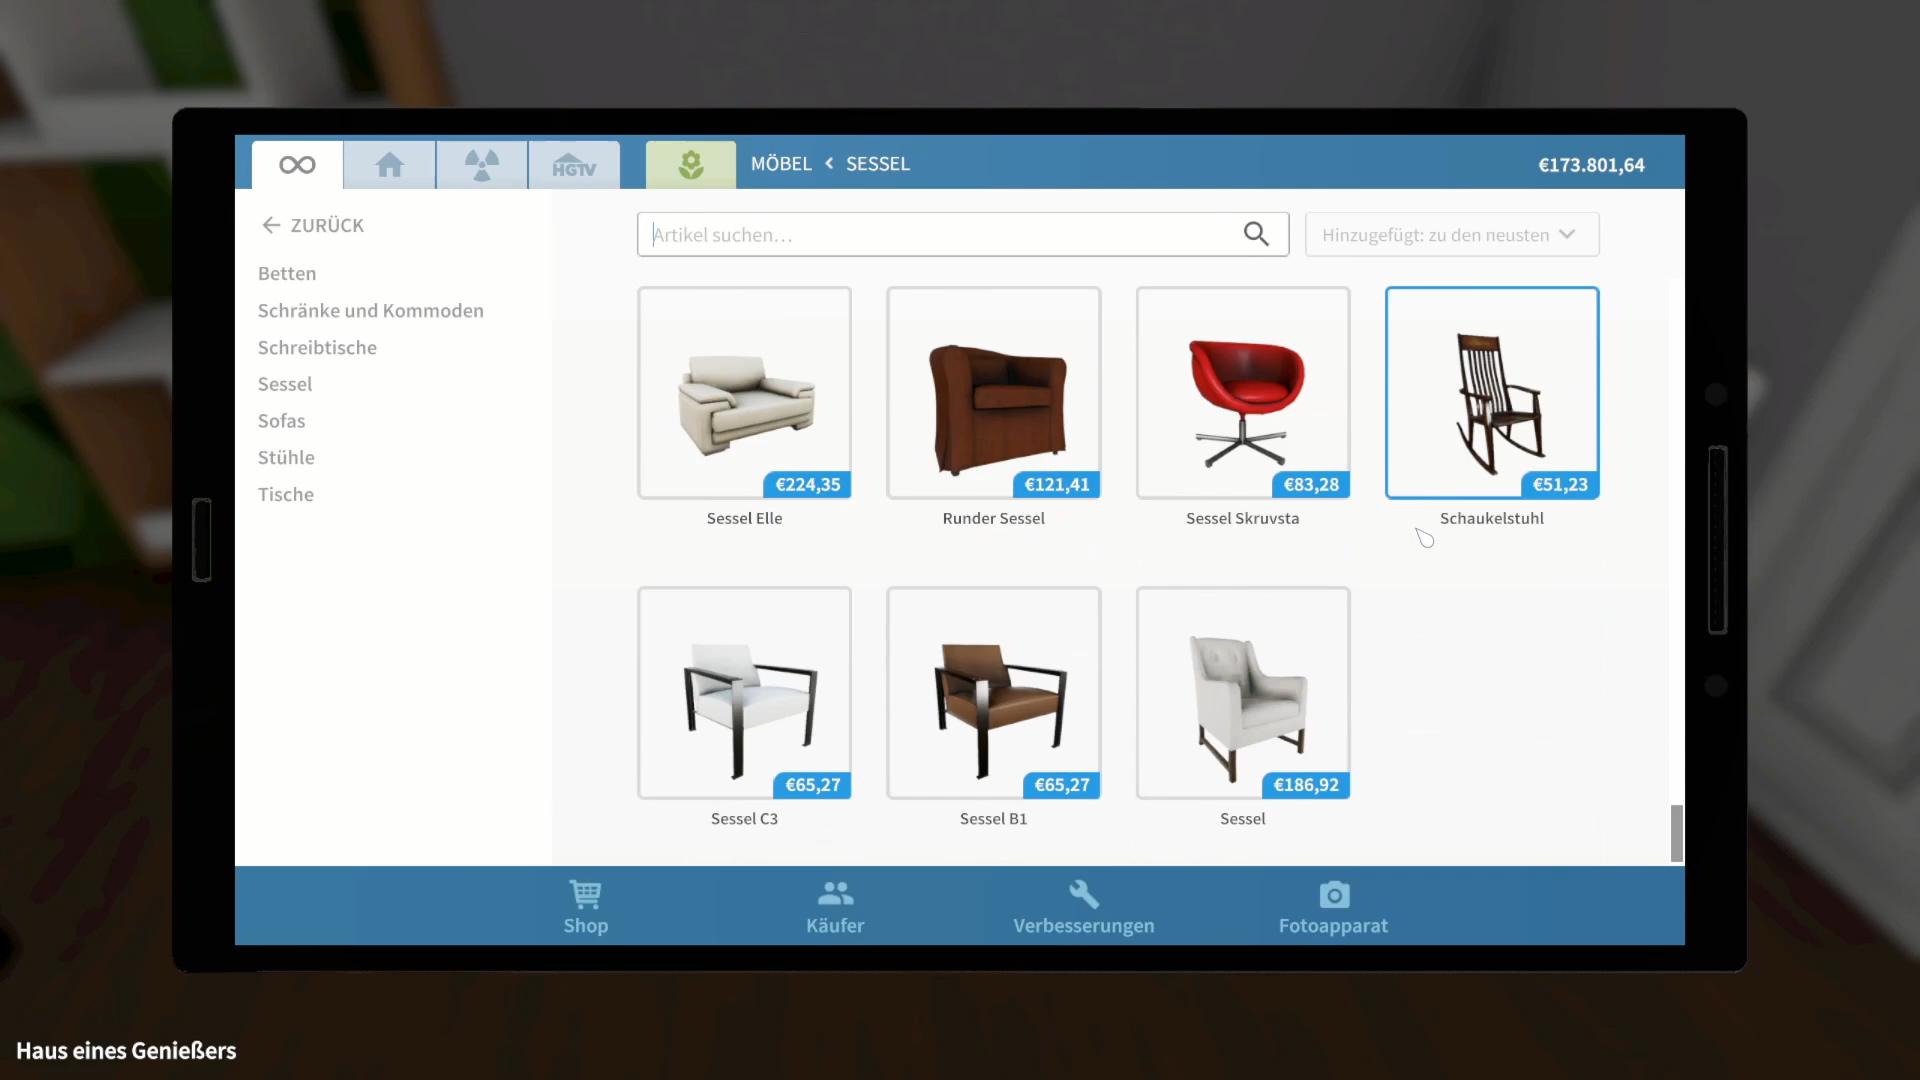 HGTV
MÖBEL < SESSEL
€173.801,64
← ZURÜCK
Artikel suchen...
Hinzugefügt: zu den neusten
Betten
Schränke und Kommoden
Schreibtische
Sessel
Sofas
Stühle
Tische
€224,35
€121,41
€83,28
€51,23
Sessel Elle
Runder Sessel
Sessel Skruvsta
Schaukelstuhl
€65,27
€65,27
€186,92
Sessel C3
Sessel B1
Sessel
Shop
Käufer
Verbesserungen
Fotoapparat
Haus eines Genießers